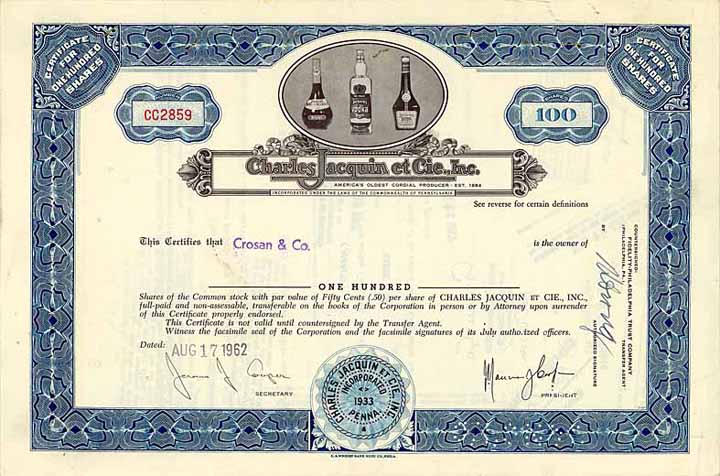 CERTIFICATE
FOR
ONE HUNDRED
SHARES
CERTIFICATE
FOR
ONE HUNDRED
SHARES
CC2859
VODKA
100
Charles Jacquin et Cie., Inc.
AMERICA'S OLDEST CORDIAL PRODUCER · EST. 1884
INCORPORATED UNDER THE LAWS OF THE COMMONWEALTH OF PENNSYLVANIA
See reverse for certain definitions
This Certifies that Crosan & Co. is the owner of
ONE HUNDRED
Shares of the Common stock with par value of Fifty Cents (.50) per share of CHARLES JACQUIN ET CIE., INC.,
full-paid and non-assessable, transferable on the books of the Corporation in person or by Attorney upon surrender
of this Certificate properly endorsed.
This Certificate is not valid until countersigned by the Transfer Agent.
Witness the facsimile seal of the Corporation and the facsimile signatures of its duly authorized officers.
Dated: AUG 17 1962
SECRETARY
CHARLES JACQUIN ET CIE., INC.
INCORPORATED
1933
PENNA.
PRESIDENT
COUNTERSIGNED:
FIDELITY-PHILADELPHIA TRUST COMPANY
(PHILADELPHIA, PA.) TRANSFER AGENT
BY
AUTHORIZED SIGNATURE